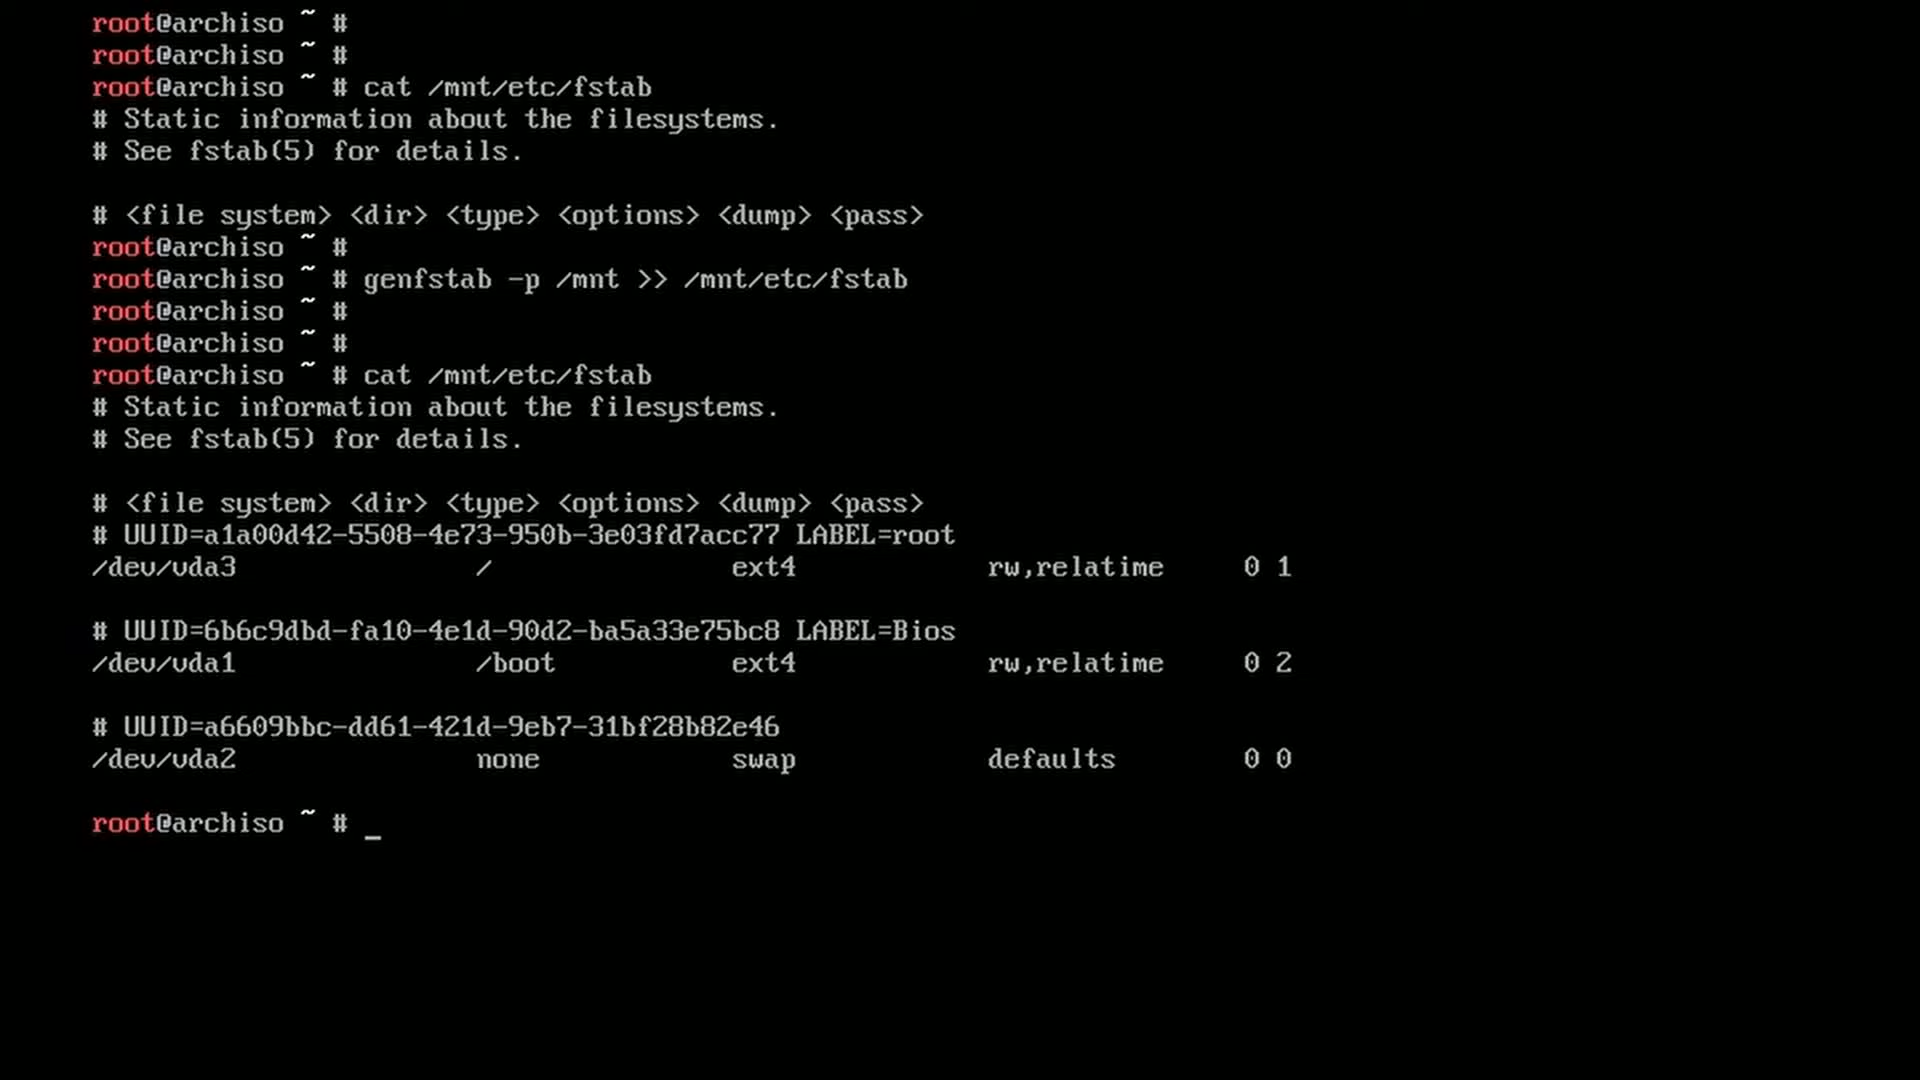 root@archiso ~ #
root@archiso ~ #
root@archiso ~ # cat /mnt/etc/fstab
# Static information about the filesystems.
# See fstab(5) for details.
# <file system> <dir> <type> <options> <dump> <pass>
root@archiso ~ #
root@archiso ~ # genfstab -p /mnt >> /mnt/etc/fstab
root@archiso ~ #
root@archiso ~ #
root@archiso ~ # cat /mnt/etc/fstab
# Static information about the filesystems.
# See fstab(5) for details.
# <file system> <dir> <type> <options> <dump> <pass>
# UUID=a1a00d42-5508-4e73-950b-3e03fd7acc77 LABEL=root
/dev/vda3 / ext4 rw,relatime 0 1
# UUID=6b6c9dbd-fa10-4e1d-90d2-ba5a33e75bc8 LABEL=Bios
/dev/vda1 /boot ext4 rw,relatime 0 2
# UUID=a6609bbc-dd61-421d-9eb7-31bf28b82e46
/dev/vda2 none swap defaults 0 0
root@archiso ~ # _